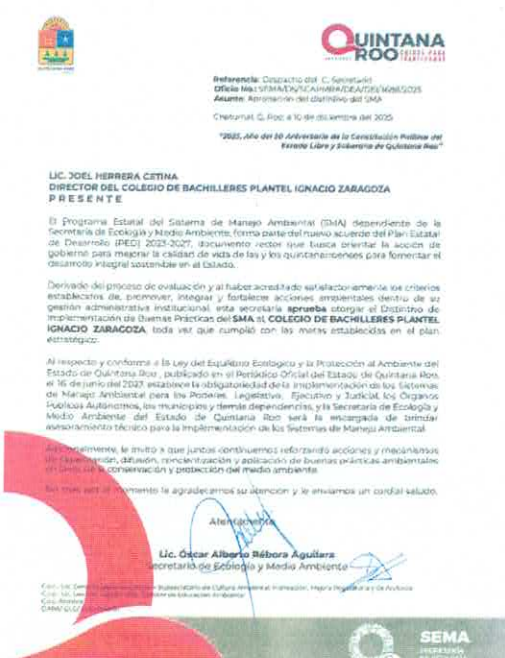 QUINTANA
ROO
Referencia: Despacho del C. Secretario
Asunto: Aprobación del distintivo del SMA
Chetumal, Q. Roo; a 10 de diciembre del 2025
"2025, Año del 50 Aniversario de la Constitución Política del
Estado Libre y Soberano de Quintana Roo"
LIC. JOEL HERRERA CETINA
DIRECTOR DEL COLEGIO DE BACHILLERES PLANTEL IGNACIO ZARAGOZA
P R E S E N T E
El Programa Estatal del Sistema de Manejo Ambiental (SMA) dependiente de la
Secretaría de Ecología y Medio Ambiente, forma parte del nuevo acuerdo del Plan Estatal
de Desarrollo (PED) 2023-2027, documento rector que busca orientar la acción de
gobierno para mejorar la calidad de vida de las y los quintanarroenses para fomentar el
desarrollo integral sostenible en el Estado.
Derivado del proceso de evaluación y al haber acreditado satisfactoriamente los criterios
establecidos de, promover, integrar y fortalecer acciones ambientales dentro de su
gestión administrativa institucional, esta secretaría aprueba otorgar el Distintivo de
Implementación de Buenas Prácticas del SMA al COLEGIO DE BACHILLERES PLANTEL
IGNACIO ZARAGOZA, toda vez que cumplió con las metas establecidas en el plan
estratégico.
Al respecto y conforme a la Ley del Equilibrio Ecológico y la Protección al Ambiente del
Estado de Quintana Roo, publicado en el Periódico Oficial del Estado de Quintana Roo,
el 16 de junio del 2027, establece la obligatoriedad de la implementación de los Sistemas
de Manejo Ambiental para los Poderes, Legislativo, Ejecutivo y Judicial, los Órganos
Públicos Autónomos, los municipios y demás dependencias, y la Secretaría de Ecología y
Medio Ambiente del Estado de Quintana Roo será la encargada de brindar
asesoramiento técnico para la implementación de los Sistemas de Manejo Ambiental.
Adicionalmente, le invito a que juntos continuemos reforzando acciones y mecanismos
de capacitación, difusión, concientización y aplicación de buenas prácticas ambientales
en favor de la conservación y protección del medio ambiente.
No más por el momento le agradecemos su atención y le enviamos un cordial saludo.
Atentamente
Lic. Óscar Alberto Rébora Aguilera
Secretario de Ecología y Medio Ambiente
SEMA